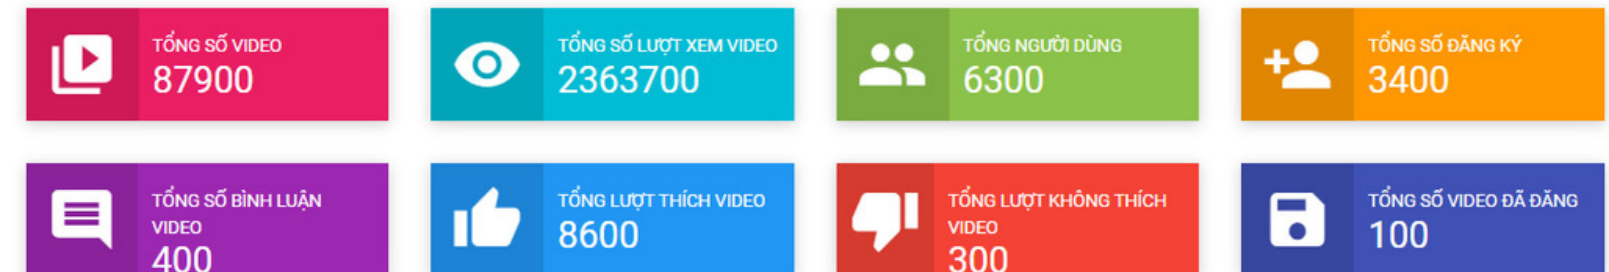 TỔNG SỐ VIDEO
87900
TỔNG SỐ LƯỢT XEM VIDEO
2363700
TỔNG NGƯỜI DÙNG
6300
TỔNG SỐ ĐĂNG KÝ
3400
TỔNG SỐ BÌNH LUẬN
VIDEO
400
TỔNG LƯỢT THÍCH VIDEO
8600
TỔNG LƯỢT KHÔNG THÍCH
VIDEO
300
TỔNG SỐ VIDEO ĐÃ ĐĂNG
100